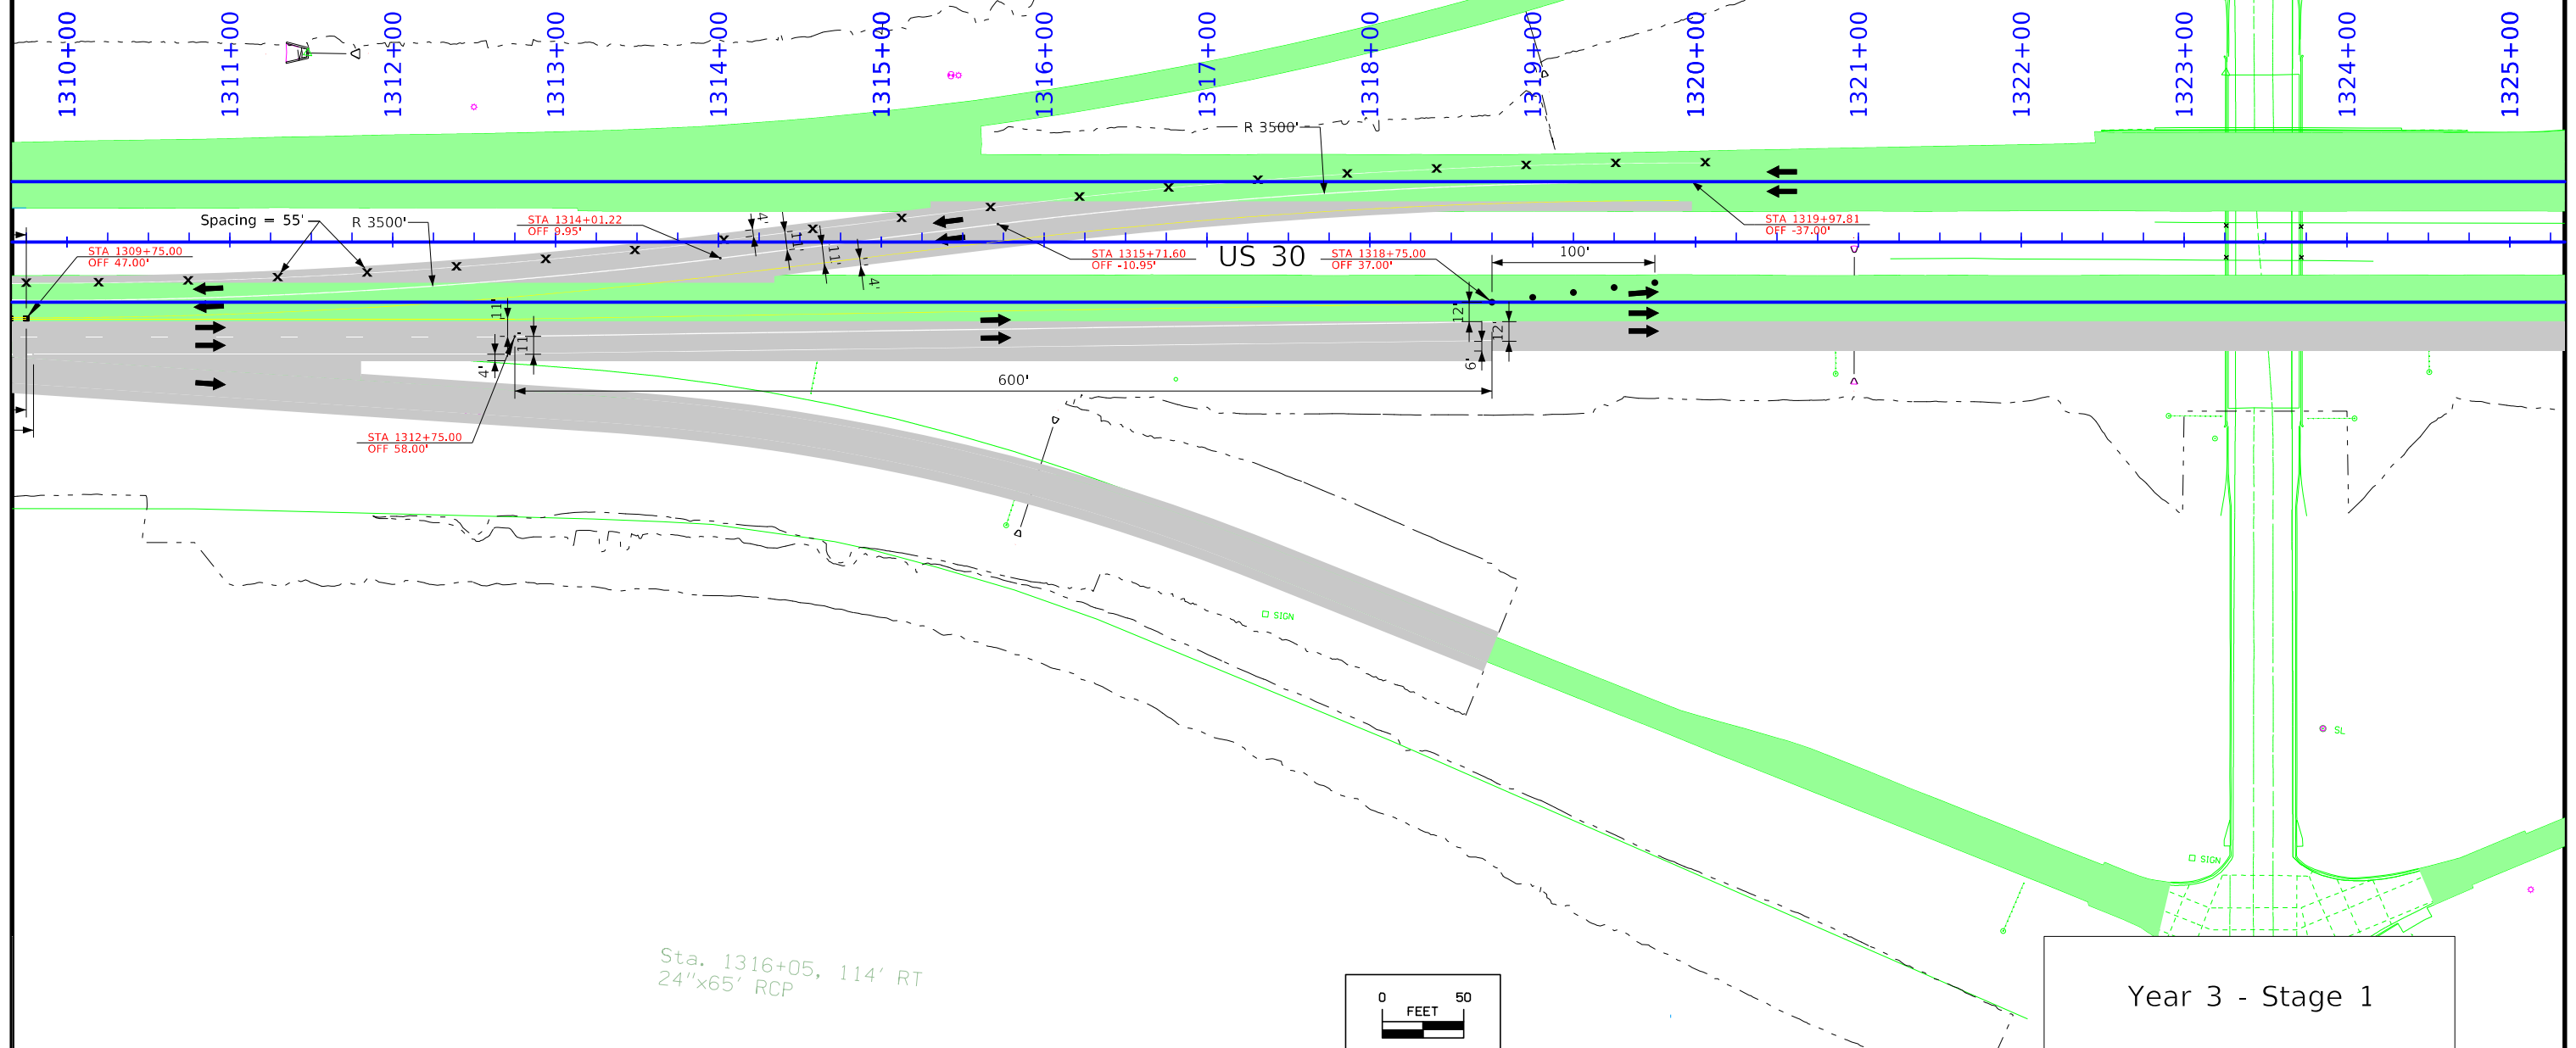 1310+00
1311+00
1312+00
1313+00
1314+00
1315+00
1316+00
1317+00
1318+00
1319+00
1320+00
1321+00
1322+00
1323+00
1324+00
1325+00
R 3500'
Spacing = 55'
R 3500'
STA 1314+01.22
OFF 9.95'
4'
11'
11'
4'
STA 1319+97.81
OFF -37.00'
STA 1309+75.00
OFF 47.00'
STA 1315+71.60
OFF -10.95'
US 30
STA 1318+75.00
OFF 37.00'
100'
11'
11'
4'
12'
12'
6'
600'
STA 1312+75.00
OFF 58.00'
SIGN
SL
SIGN
Sta. 1316+05, 114' RT
24"x65' RCP
0 50
FEET
Year 3 - Stage 1